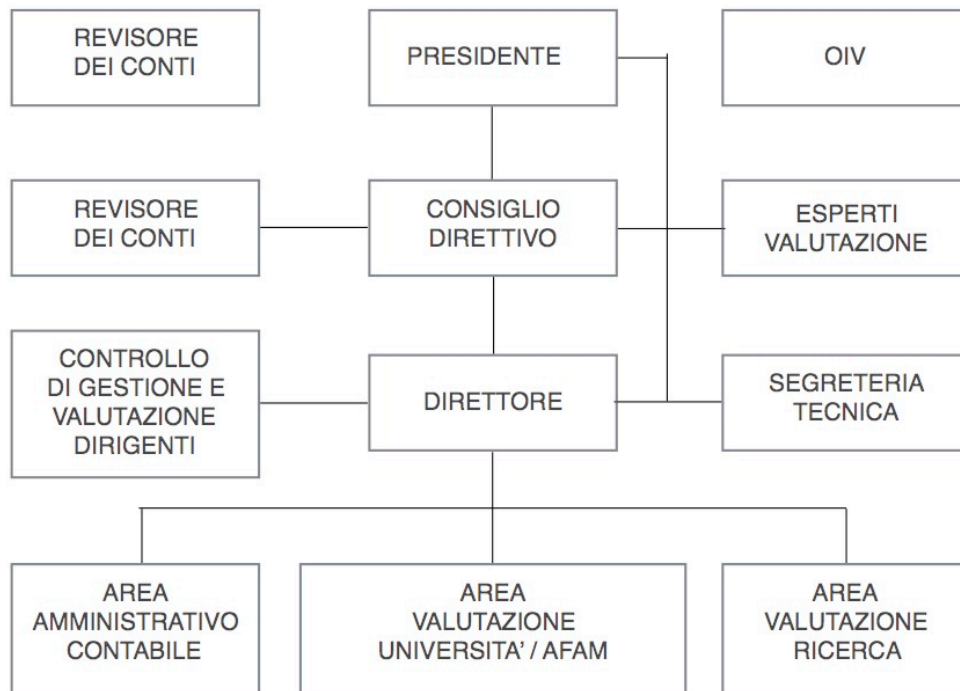 REVISORE
DEI CONTI
PRESIDENTE
OIV
REVISORE
DEI CONTI
CONSIGLIO
DIRETTIVO
ESPERTI
VALUTAZIONE
CONTROLLO
DI GESTIONE E
VALUTAZIONE
DIRIGENTI
DIRETTORE
SEGRETERIA
TECNICA
AREA
AMMINISTRATIVO
CONTABILE
AREA
VALUTAZIONE
UNIVERSITA’ / AFAM
AREA
VALUTAZIONE
RICERCA